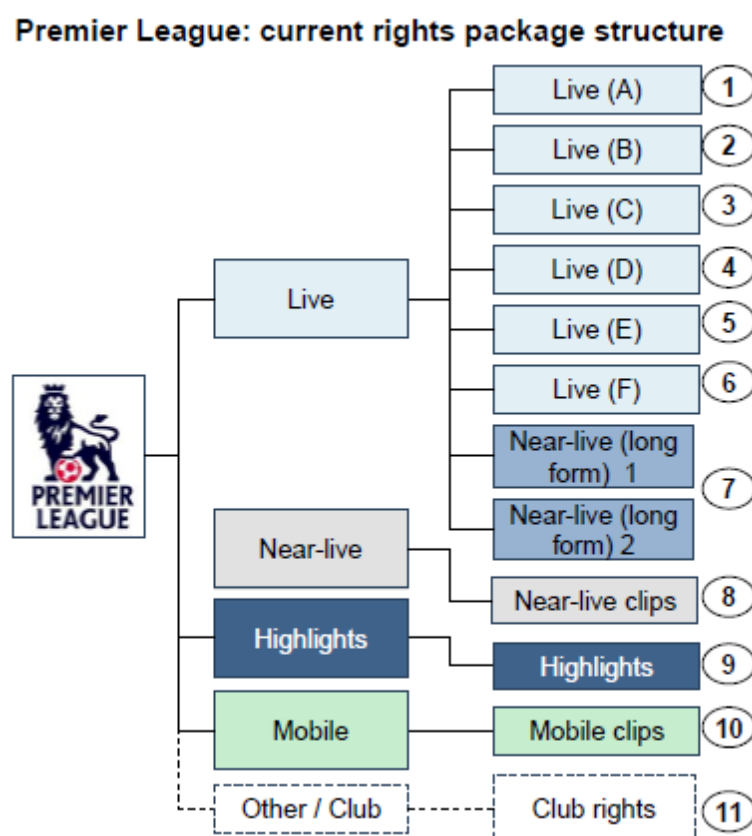 Premier League: current rights package structure
Live (A)
1
Live (B)
2
Live (C)
3
Live (D)
4
Live
Live (E)
5
Live (F)
6
PREMIER
LEAGUE
Near-live (long
form) 1
7
Near-live (long
form) 2
Near-live
Near-live clips
8
Highlights
Highlights
9
Mobile
Mobile clips
10
Other / Club
Club rights
11